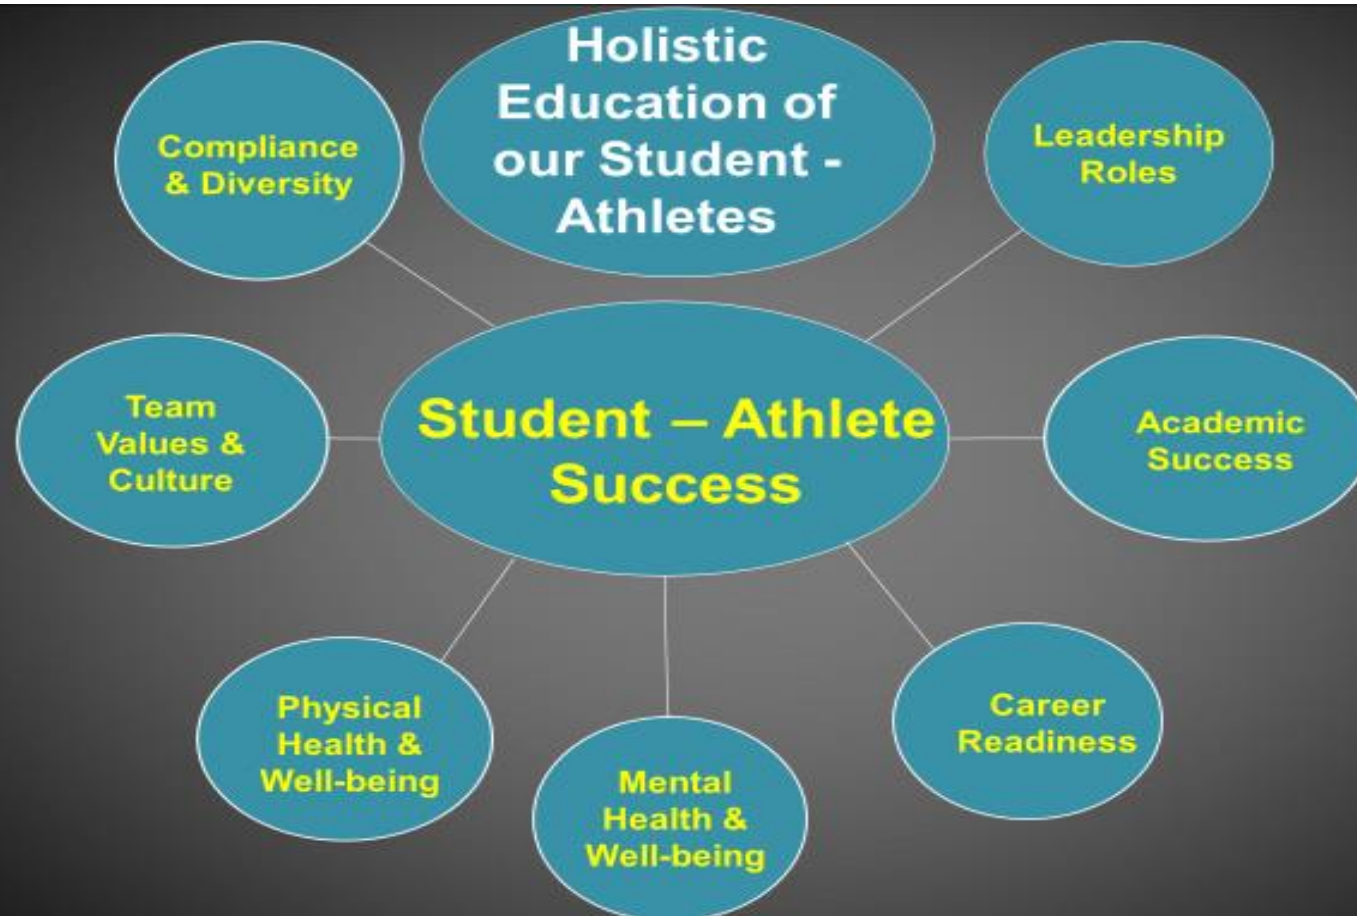 Holistic
Education of
our Student -
Athletes
Compliance
& Diversity
Leadership
Roles
Team
Values &
Culture
Student – Athlete
Success
Academic
Success
Physical
Health &
Well-being
Mental
Health &
Well-being
Career
Readiness